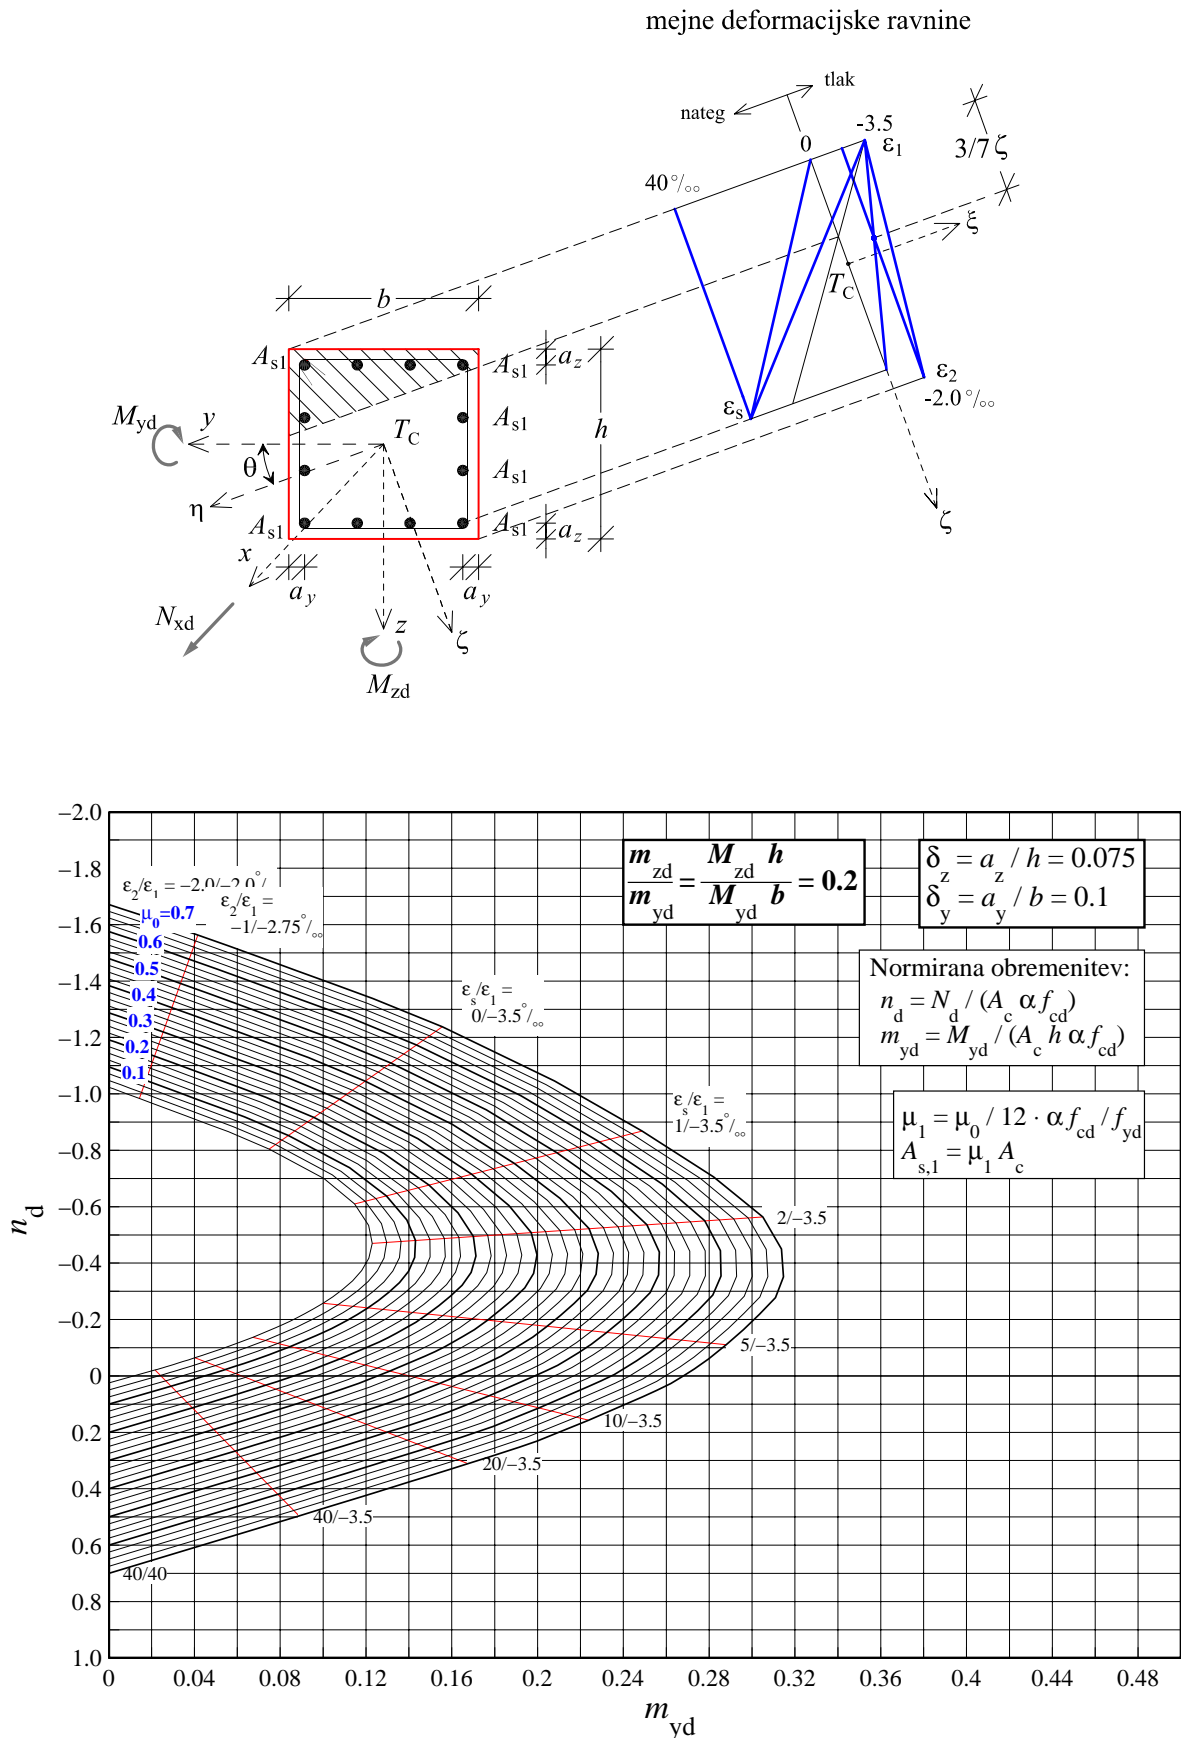 mejne deformacijske ravnine
tlak
nateg
-3.5
0
ε1
3/7 ζ
40 °/∘∘
ξ
TC
b
As1
As1
az
εs
ε2
-2.0 °/∘∘
Myd
y
TC
As1
h
θ
As1
η
As1
As1
az
ζ
x
ay
ay
Nxd
z
ζ
Mzd
−2.0
−1.8
−1.6
−1.4
−1.2
−1.0
−0.8
−0.6
−0.4
−0.2
0
0.2
0.4
0.6
0.8
1.0
nd
0
0.04
0.08
0.12
0.16
0.2
0.24
0.28
0.32
0.36
0.4
0.44
0.48
myd
mzd / myd = Mzd h / Myd b = 0.2
δz = az / h = 0.075
δy = ay / b = 0.1
Normirana obremenitev:
nd = Nd / (Ac α fcd)
myd = Myd / (Ac h α fcd)
μ1 = μ0 / 12 · α fcd / fyd
As,1 = μ1 Ac
ε2/ε1 = −2.0/−2.0°/
ε2/ε1 =
−1/−2.75°/∘∘
μ0=0.7
0.6
0.5
0.4
0.3
0.2
0.1
εs/ε1 =
0/−3.5°/∘∘
εs/ε1 =
1/−3.5°/∘∘
2/−3.5
5/−3.5
10/−3.5
20/−3.5
40/−3.5
40/40